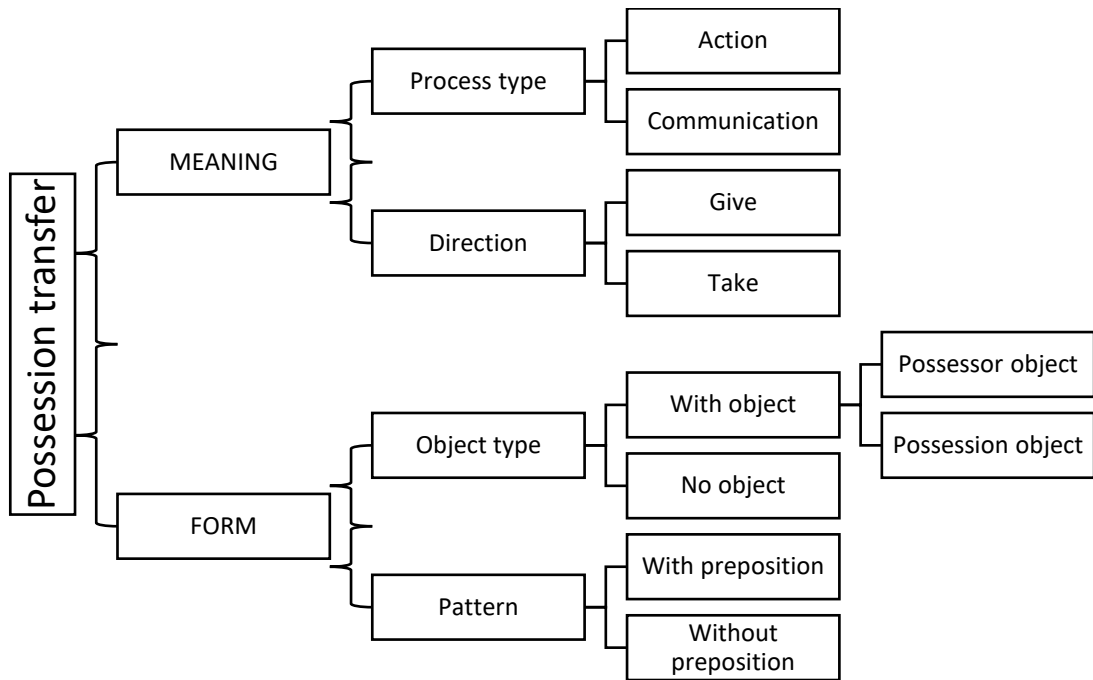 Possession transfer
MEANING
Process type
Action
Communication
Direction
Give
Take
FORM
Object type
With object
Possessor object
Possession object
No object
Pattern
With preposition
Without
preposition